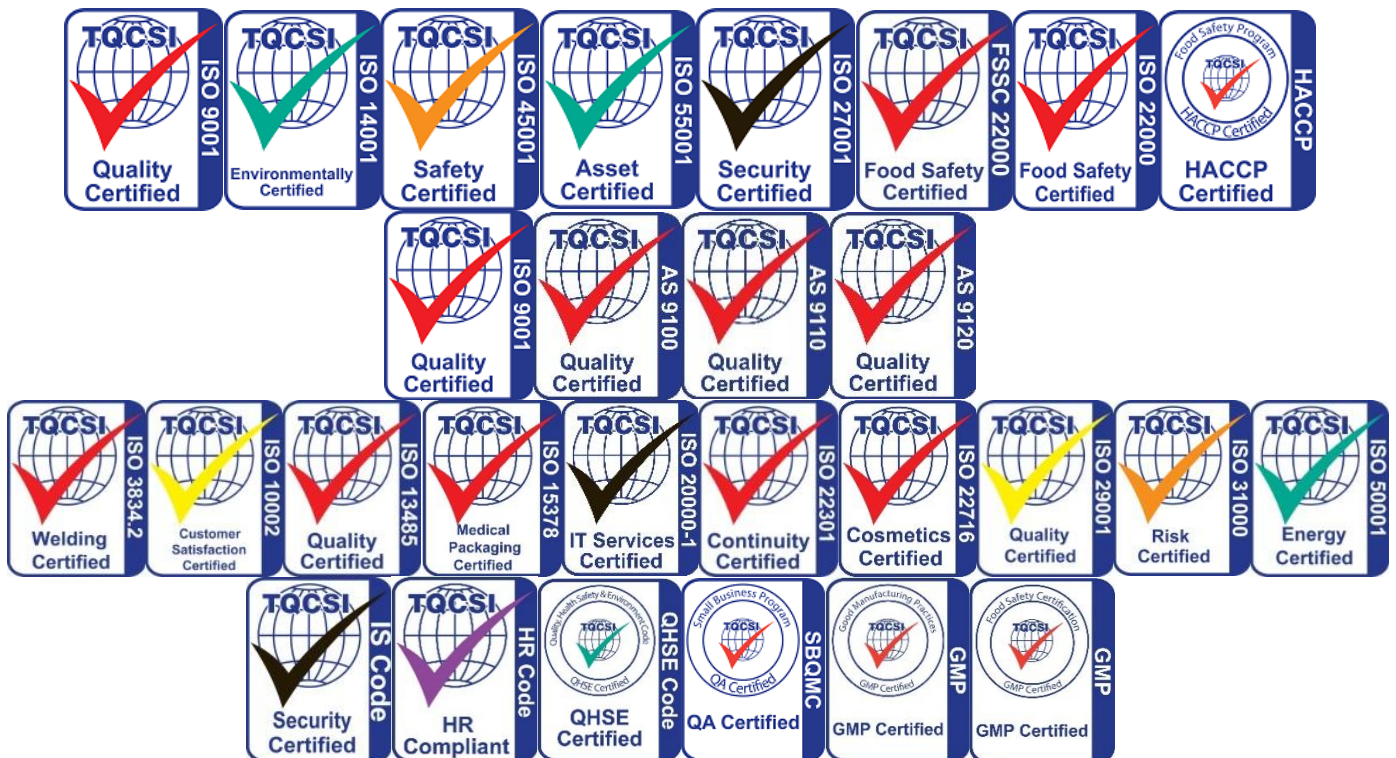 TQCSI
ISO 9001
Quality
Certified
TQCSI
ISO 14001
Environmentally
Certified
TQCSI
ISO 45001
Safety
Certified
TQCSI
ISO 55001
Asset
Certified
TQCSI
ISO 27001
Security
Certified
TQCSI
FSSC 22000
Food Safety
Certified
TQCSI
ISO 22000
Food Safety
Certified
Food Safety Program
TQCSI
HACCP Certified
HACCP
HACCP
Certified
TQCSI
ISO 9001
Quality
Certified
TQCSI
AS 9100
Quality
Certified
TQCSI
AS 9110
Quality
Certified
TQCSI
AS 9120
Quality
Certified
TQCSI
ISO 3834.2
Welding
Certified
TQCSI
ISO 10002
Customer
Satisfaction
Certified
TQCSI
ISO 13485
Quality
Certified
TQCSI
ISO 15378
Medical
Packaging
Certified
TQCSI
ISO 20000-1
IT Services
Certified
TQCSI
ISO 22301
Continuity
Certified
TQCSI
ISO 22716
Cosmetics
Certified
TQCSI
ISO 29001
Quality
Certified
TQCSI
ISO 31000
Risk
Certified
TQCSI
ISO 50001
Energy
Certified
TQCSI
IS Code
Security
Certified
TQCSI
HR Code
HR
Compliant
Quality, Health Safety & Environment Code
TQCSI
QHSE Certified
QHSE Code
QHSE
Certified
Small Business Program
TQCSI
QA Certified
SBQMC
QA Certified
Good Manufacturing Practices
TQCSI
GMP Certified
GMP
GMP Certified
Food Safety Certification
TQCSI
GMP Certified
GMP
GMP Certified